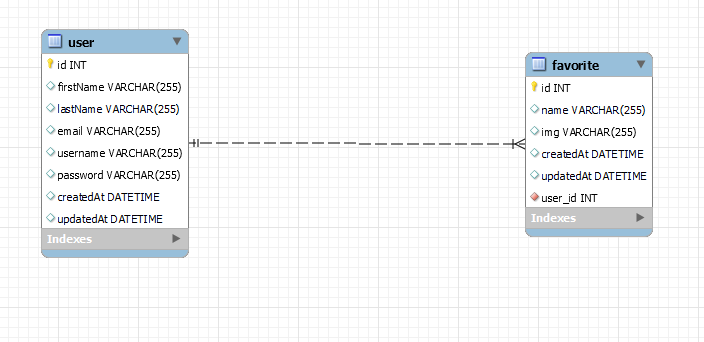 user
id INT
firstName VARCHAR(255)
lastName VARCHAR(255)
email VARCHAR(255)
username VARCHAR(255)
password VARCHAR(255)
createdAt DATETIME
updatedAt DATETIME
Indexes
favorite
id INT
name VARCHAR(255)
img VARCHAR(255)
createdAt DATETIME
updatedAt DATETIME
user_id INT
Indexes